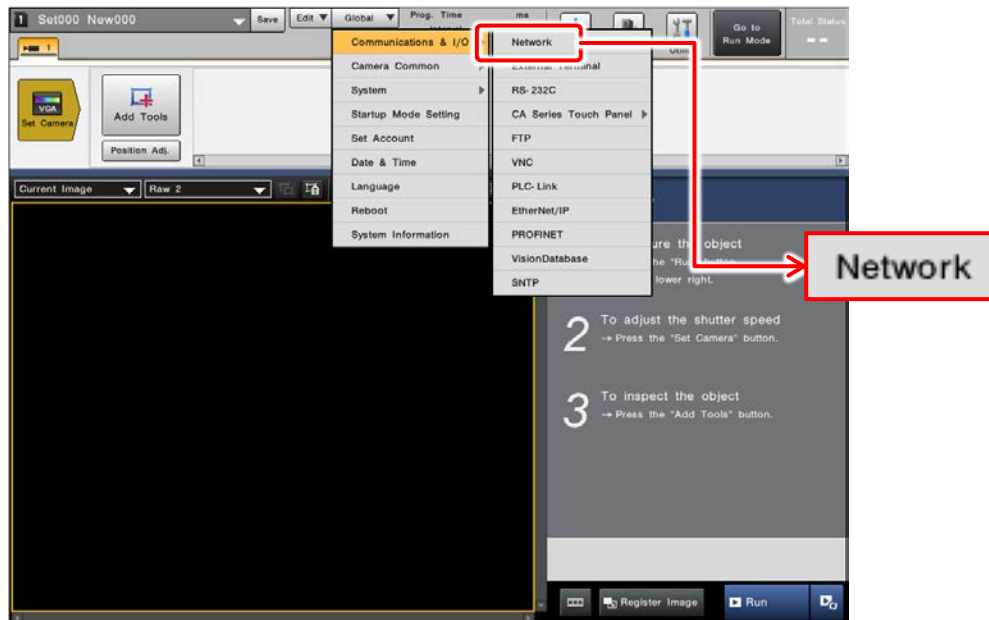 1 Set000 New000
Save
Edit
Global
Prog. Time
ms
Go to
Run Mode
Total Status
1
VGA
Set Camera
Add Tools
Position Adj.
Communications & I/O
Camera Common
System
Startup Mode Setting
Set Account
Date & Time
Language
Reboot
System Information
Network
External Terminal
RS-232C
CA Series Touch Panel
FTP
VNC
PLC-Link
EtherNet/IP
PROFINET
VisionDatabase
SNTP
Network
Current Image
Raw 2
object
lower right.
2 To adjust the shutter speed
→ Press the "Set Camera" button.
3 To inspect the object
→ Press the "Add Tools" button.
Register Image
Run